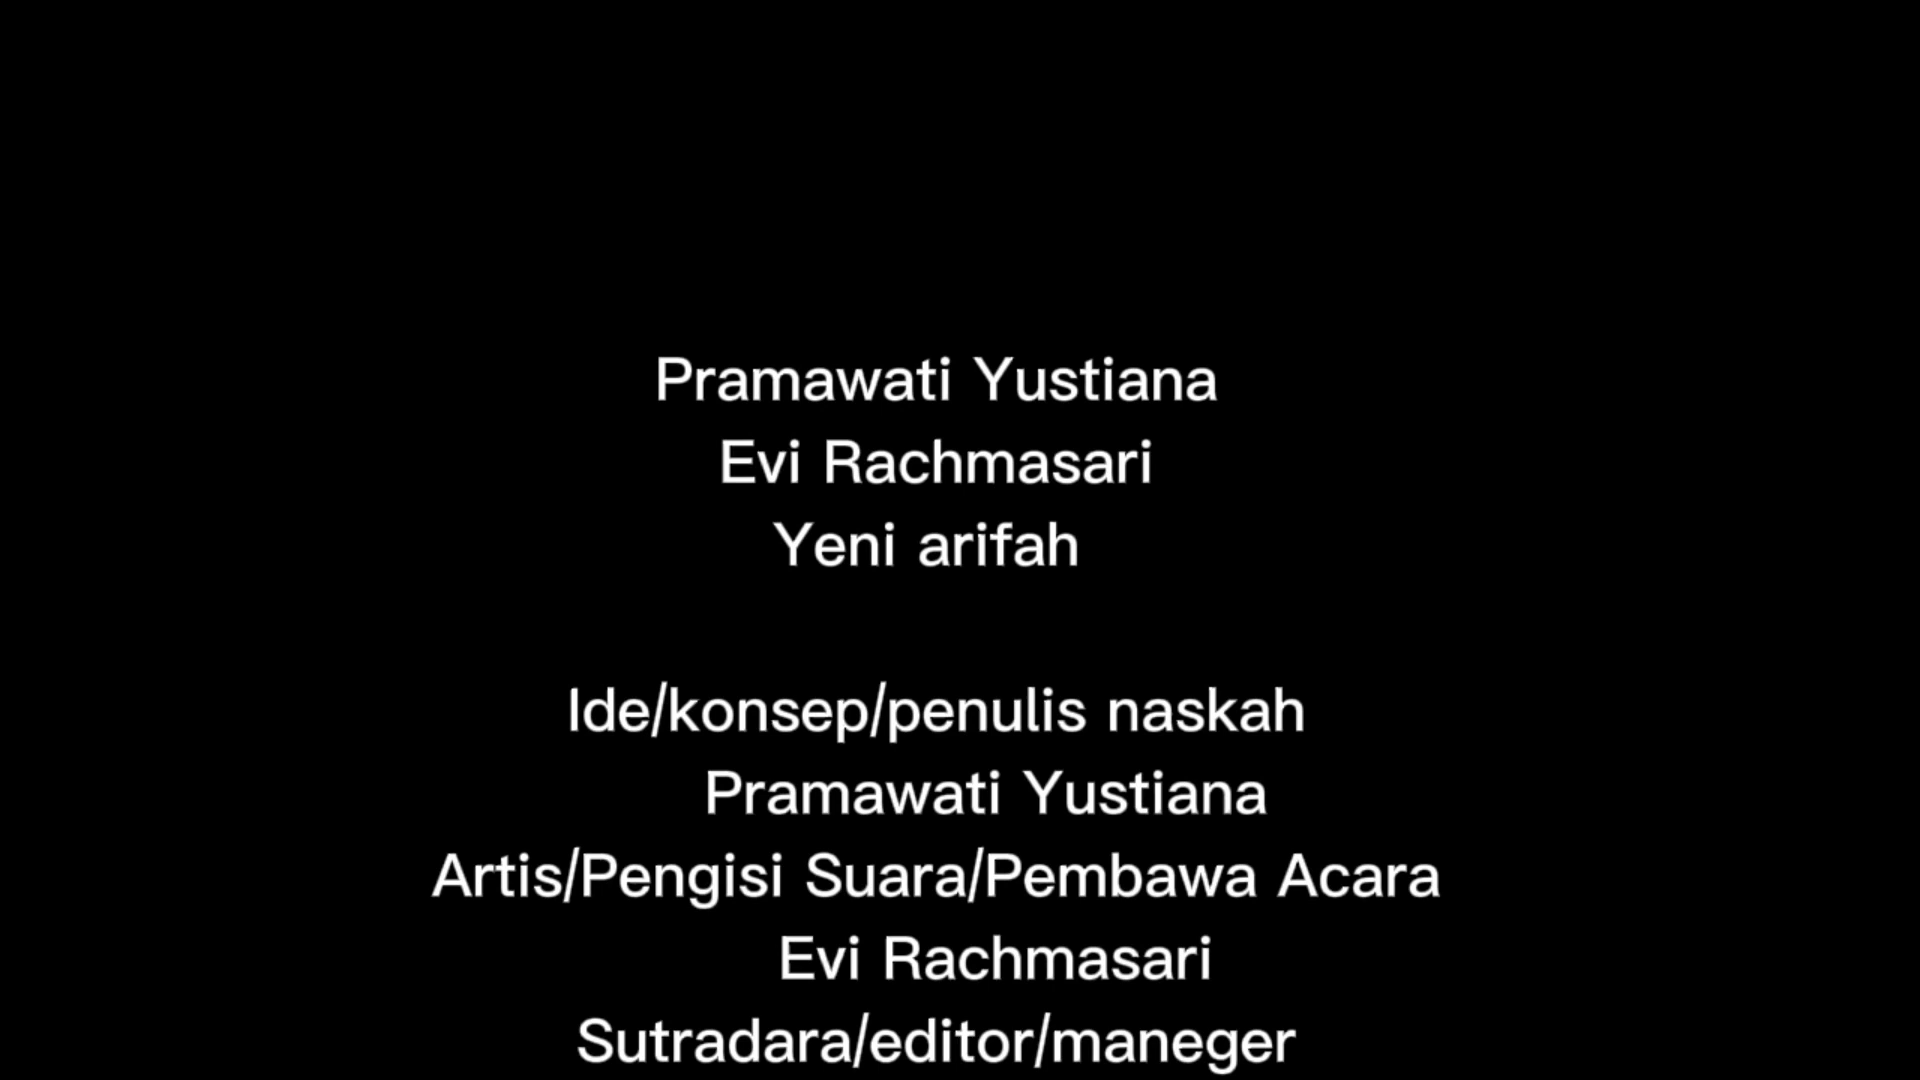 Pramawati Yustiana
Evi Rachmasari
Yeni arifah
Ide/konsep/penulis naskah
Pramawati Yustiana
Artis/Pengisi Suara/Pembawa Acara
Evi Rachmasari
Sutradara/editor/maneger